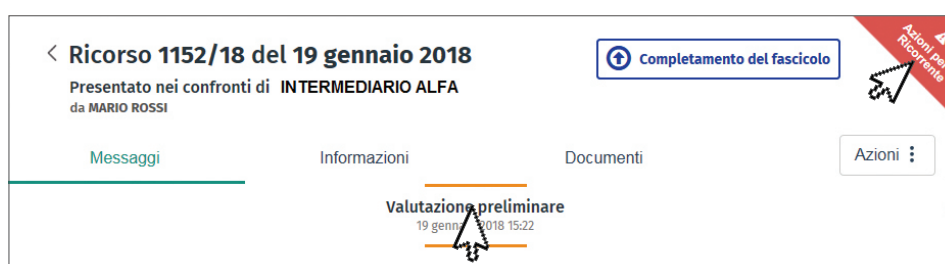 < Ricorso 1152/18 del 19 gennaio 2018
Completamento del fascicolo
Azioni per
Ricorrente
Presentato nei confronti di INTERMEDIARIO ALFA
da MARIO ROSSI
Messaggi
Informazioni
Documenti
Azioni
Valutazione preliminare
19 gennaio 2018 15:22